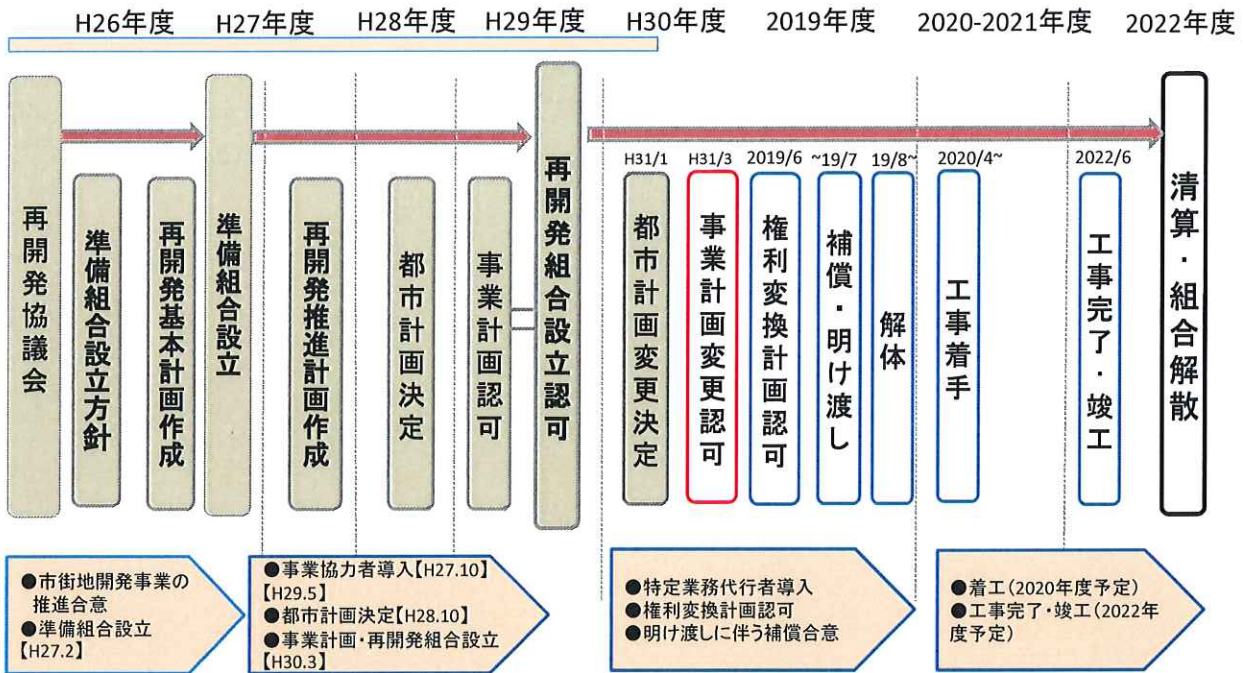 H26年度 H27年度 H28年度 H29年度 H30年度 2019年度 2020-2021年度 2022年度
再開発協議会
準備組合設立方針
再開発基本計画作成
準備組合設立
再開発推進計画作成
都市計画決定
事業計画認可
再開発組合設立認可
H31/1
都市計画変更決定
H31/3
事業計画変更認可
2019/6
権利変換計画認可
~19/7
補償・明け渡し
19/8~
解体
2020/4~
工事着手
2022/6
工事完了・竣工
清算・組合解散
●市街地開発事業の
推進合意
●準備組合設立
【H27.2】
●事業協力者導入【H27.10】
【H29.5】
●都市計画決定【H28.10】
●事業計画・再開発組合設立
【H30.3】
●特定業務代行者導入
●権利変換計画認可
●明け渡しに伴う補償合意
●着工(2020年度予定)
●工事完了・竣工(2022年
度予定)